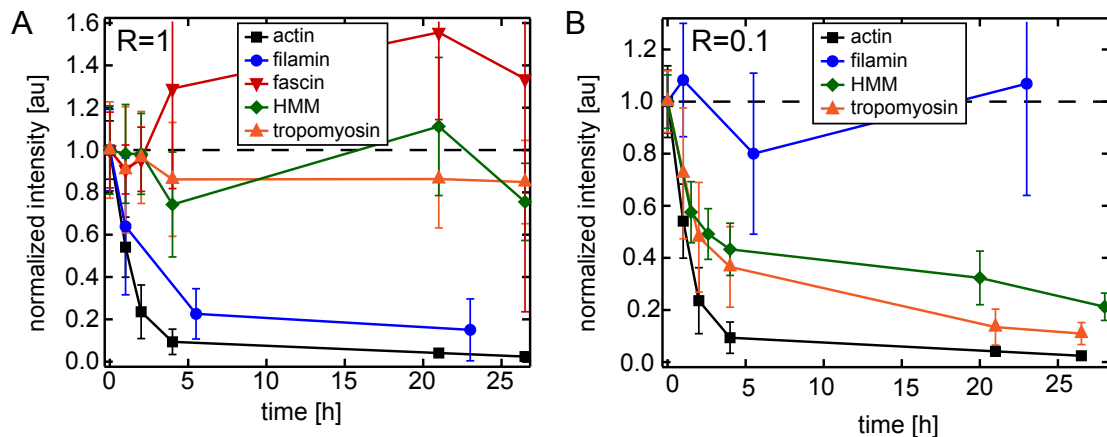 A
R=1
actin
filamin
fascin
HMM
tropomyosin
normalized intensity [au]
1.6
1.4
1.2
1.0
0.8
0.6
0.4
0.2
0.0
0 5 10 15 20 25
time [h]
B
R=0.1
actin
filamin
HMM
tropomyosin
normalized intensity [au]
1.2
1.0
0.8
0.6
0.4
0.2
0.0
0 5 10 15 20 25
time [h]